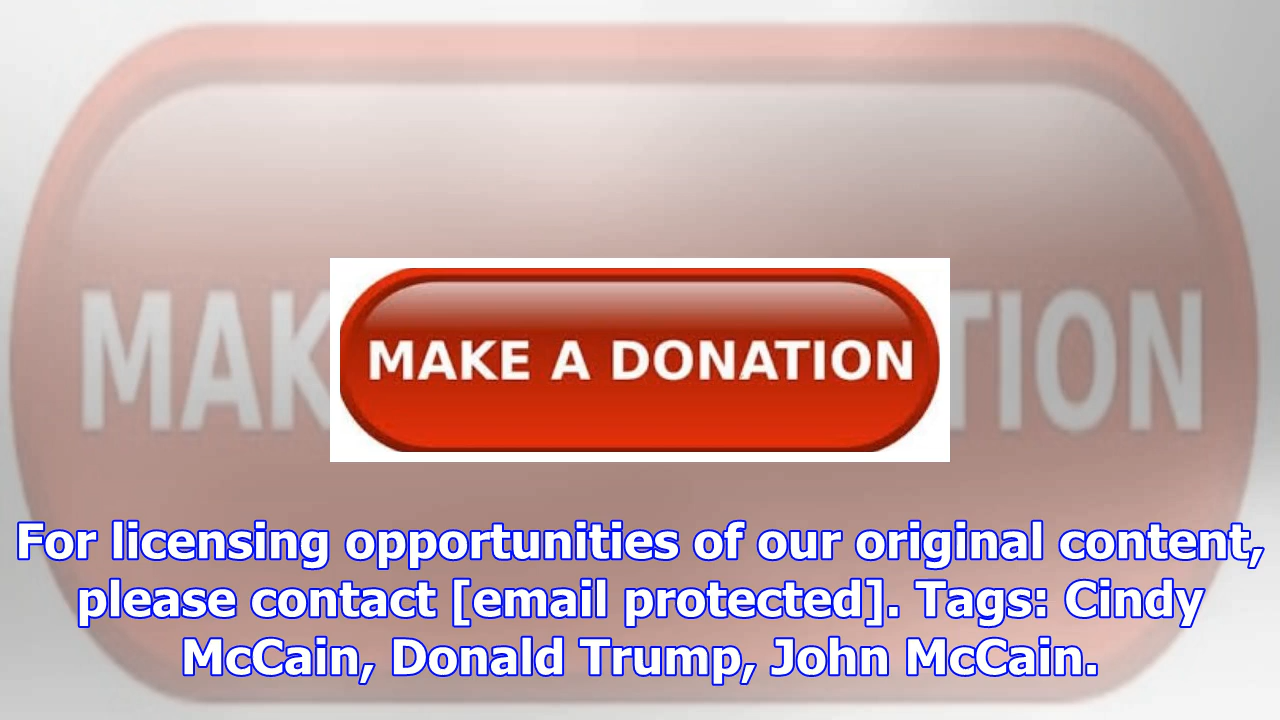 MAK TION
MAKE A DONATION
For licensing opportunities of our original content,
please contact [email protected]. Tags: Cindy
McCain, Donald Trump, John McCain.